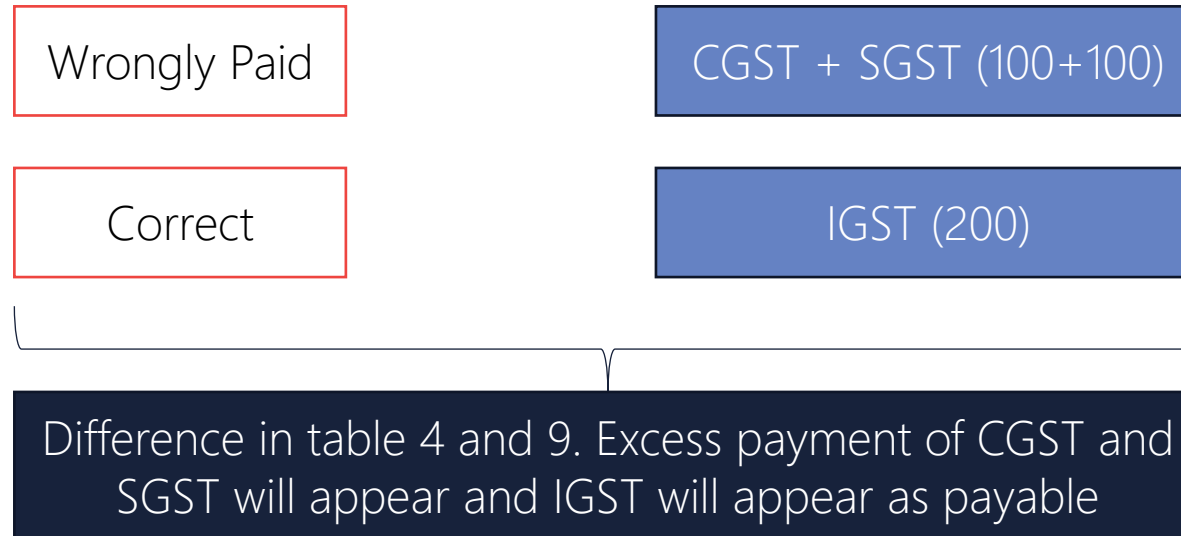 Wrongly Paid
CGST + SGST (100+100)
Correct
IGST (200)
Difference in table 4 and 9. Excess payment of CGST and
SGST will appear and IGST will appear as payable